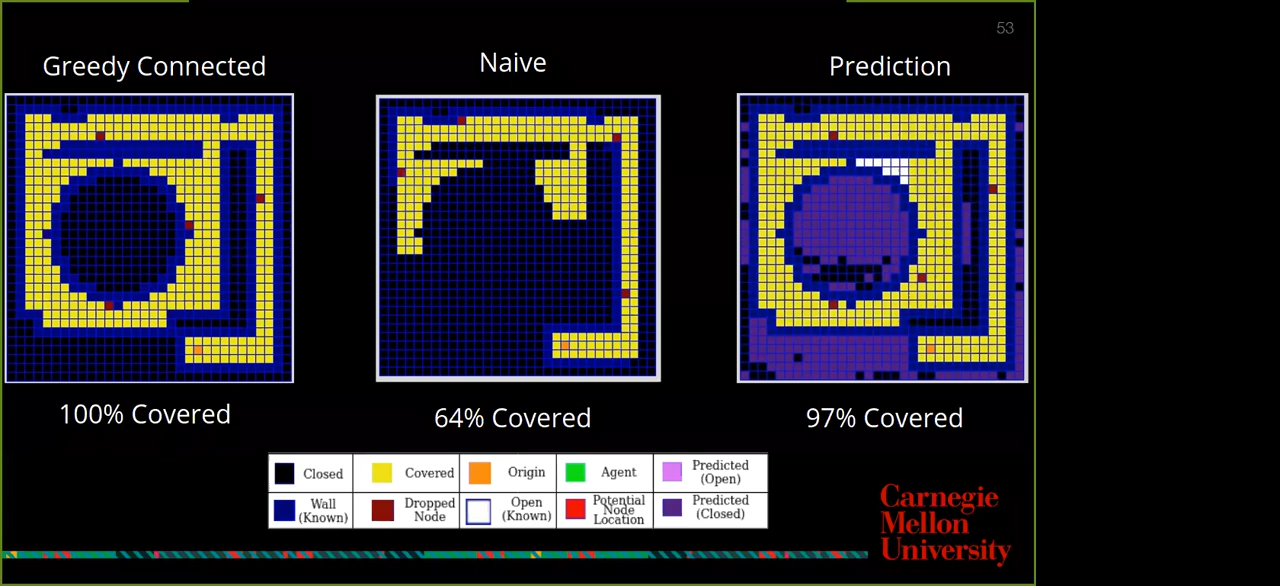 53
Greedy Connected
Naive
Prediction
100% Covered
64% Covered
97% Covered
Closed
Covered
Origin
Agent
Predicted
(Open)
Wall
(Known)
Dropped
Node
Open
(Known)
Potential
Node
Location
Predicted
(Closed)
Carnegie
Mellon
University